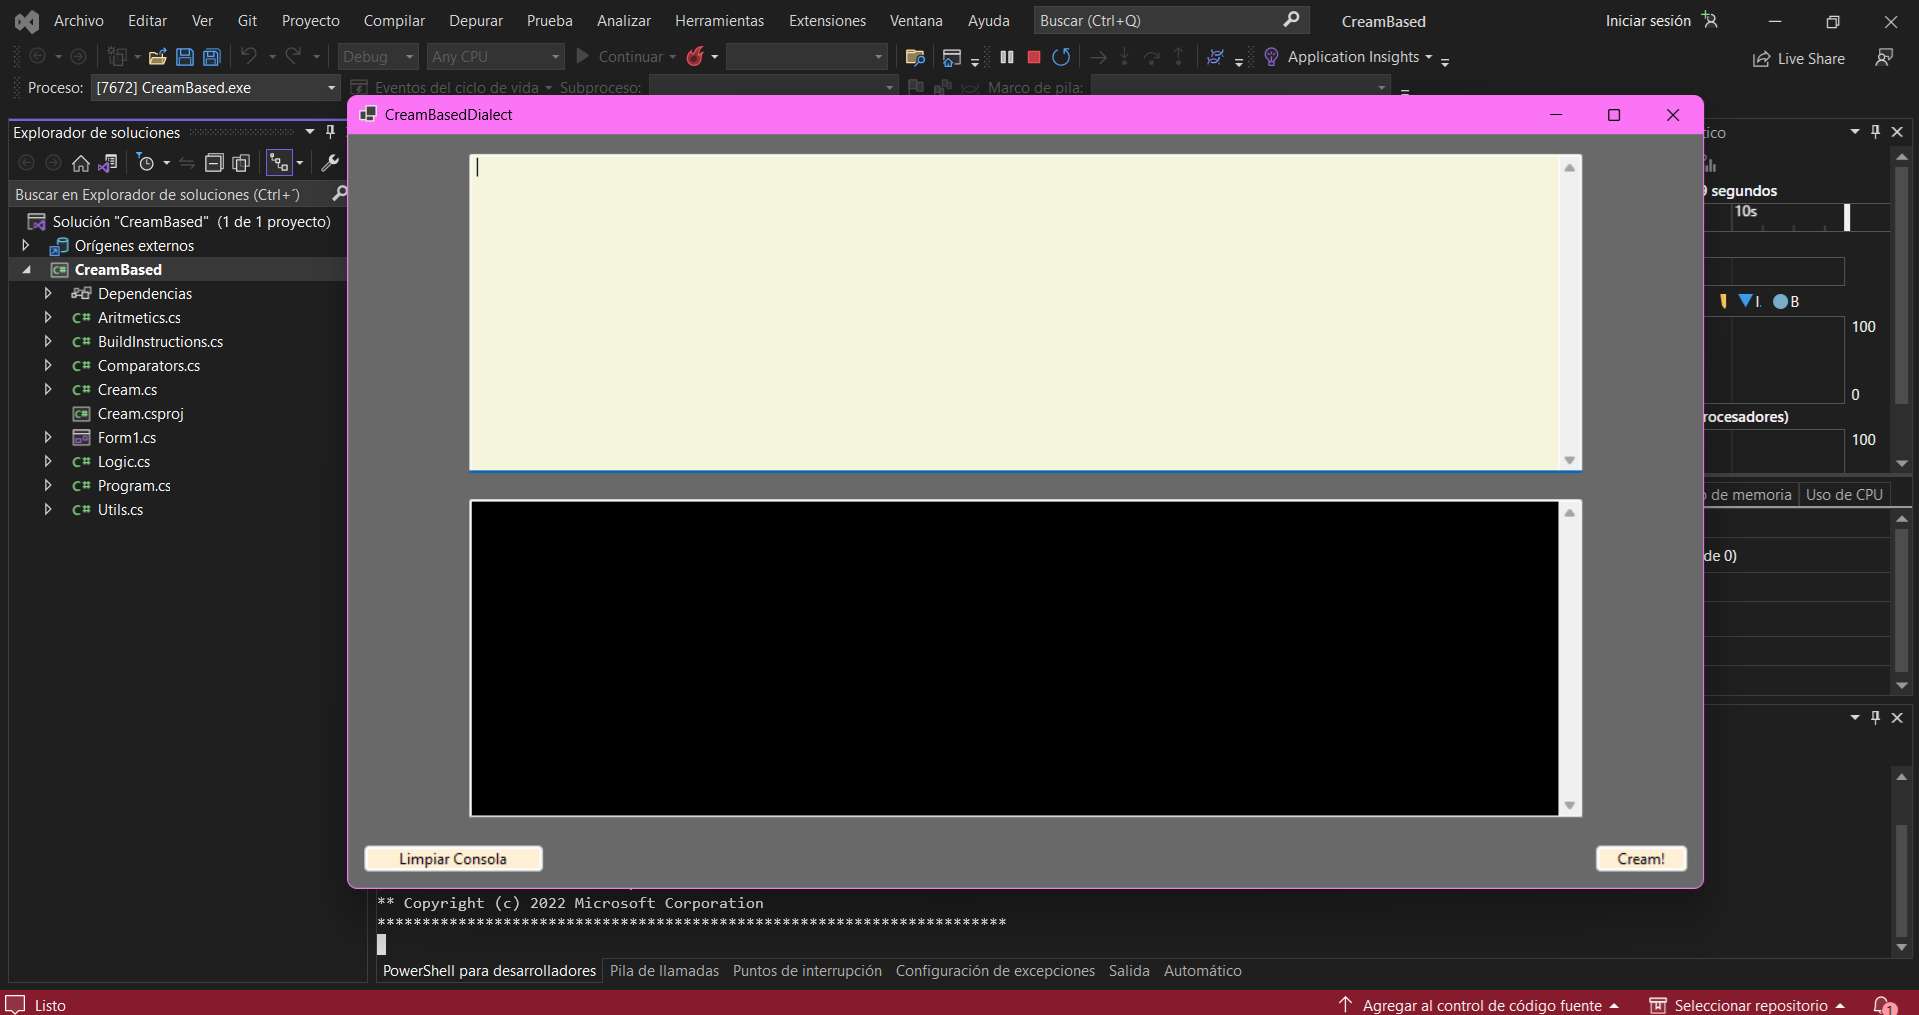 Archivo Editar Ver Git Proyecto Compilar Depurar Prueba Analizar Herramientas Extensiones Ventana Ayuda Buscar (Ctrl+Q) CreamBased Iniciar sesión
Debug Any CPU Continuar Application Insights Live Share
Proceso: [7672] CreamBased.exe Eventos del ciclo de vida Subproceso: Marco de pila:
CreamBasedDialect
Explorador de soluciones
Buscar en Explorador de soluciones (Ctrl+´)
Solución "CreamBased" (1 de 1 proyecto)
Orígenes externos
CreamBased
Dependencias
C# Aritmetics.cs
C# BuildInstructions.cs
C# Comparators.cs
C# Cream.cs
Cream.csproj
Form1.cs
C# Logic.cs
C# Program.cs
C# Utils.cs
Limpiar Consola
Cream!
tico
9 segundos
10s
I. B
100
0
rocesadores)
100
de memoria Uso de CPU
de 0)
** Copyright (c) 2022 Microsoft Corporation
**********************************************************************
PowerShell para desarrolladores Pila de llamadas Puntos de interrupción Configuración de excepciones Salida Automático
Listo Agregar al control de código fuente Seleccionar repositorio 1